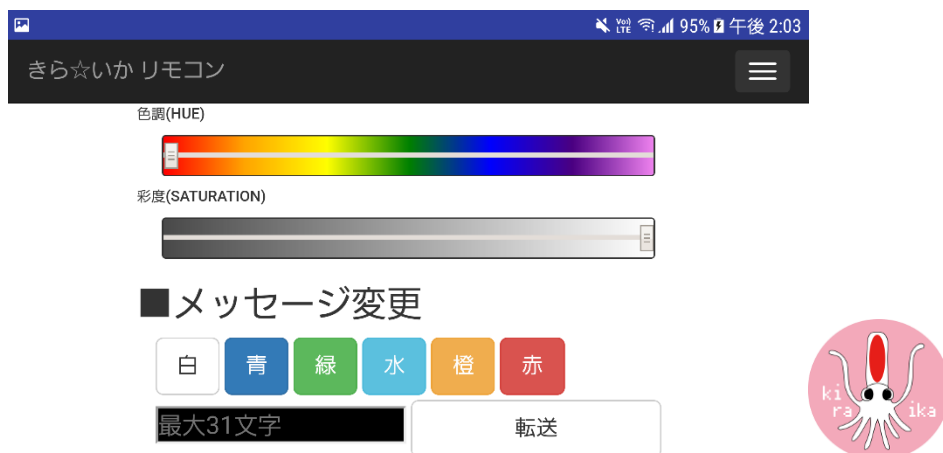 Vo))
LTE
95%
午後 2:03
きら☆いか リモコン
色調(HUE)
彩度(SATURATION)
■メッセージ変更
白 青 緑 水 橙 赤
最大31文字
転送
ki
ra
ika